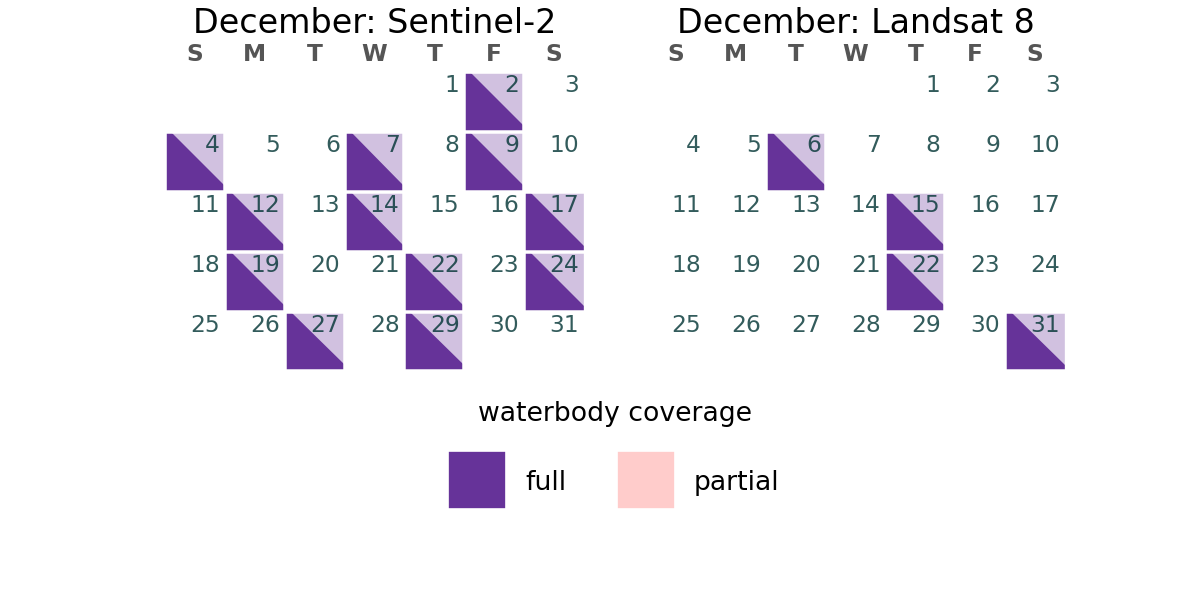 December: Sentinel-2
S M T W T F S
1 2 3
4 5 6 7 8 9 10
11 12 13 14 15 16 17
18 19 20 21 22 23 24
25 26 27 28 29 30 31
December: Landsat 8
S M T W T F S
1 2 3
4 5 6 7 8 9 10
11 12 13 14 15 16 17
18 19 20 21 22 23 24
25 26 27 28 29 30 31
waterbody coverage
full partial